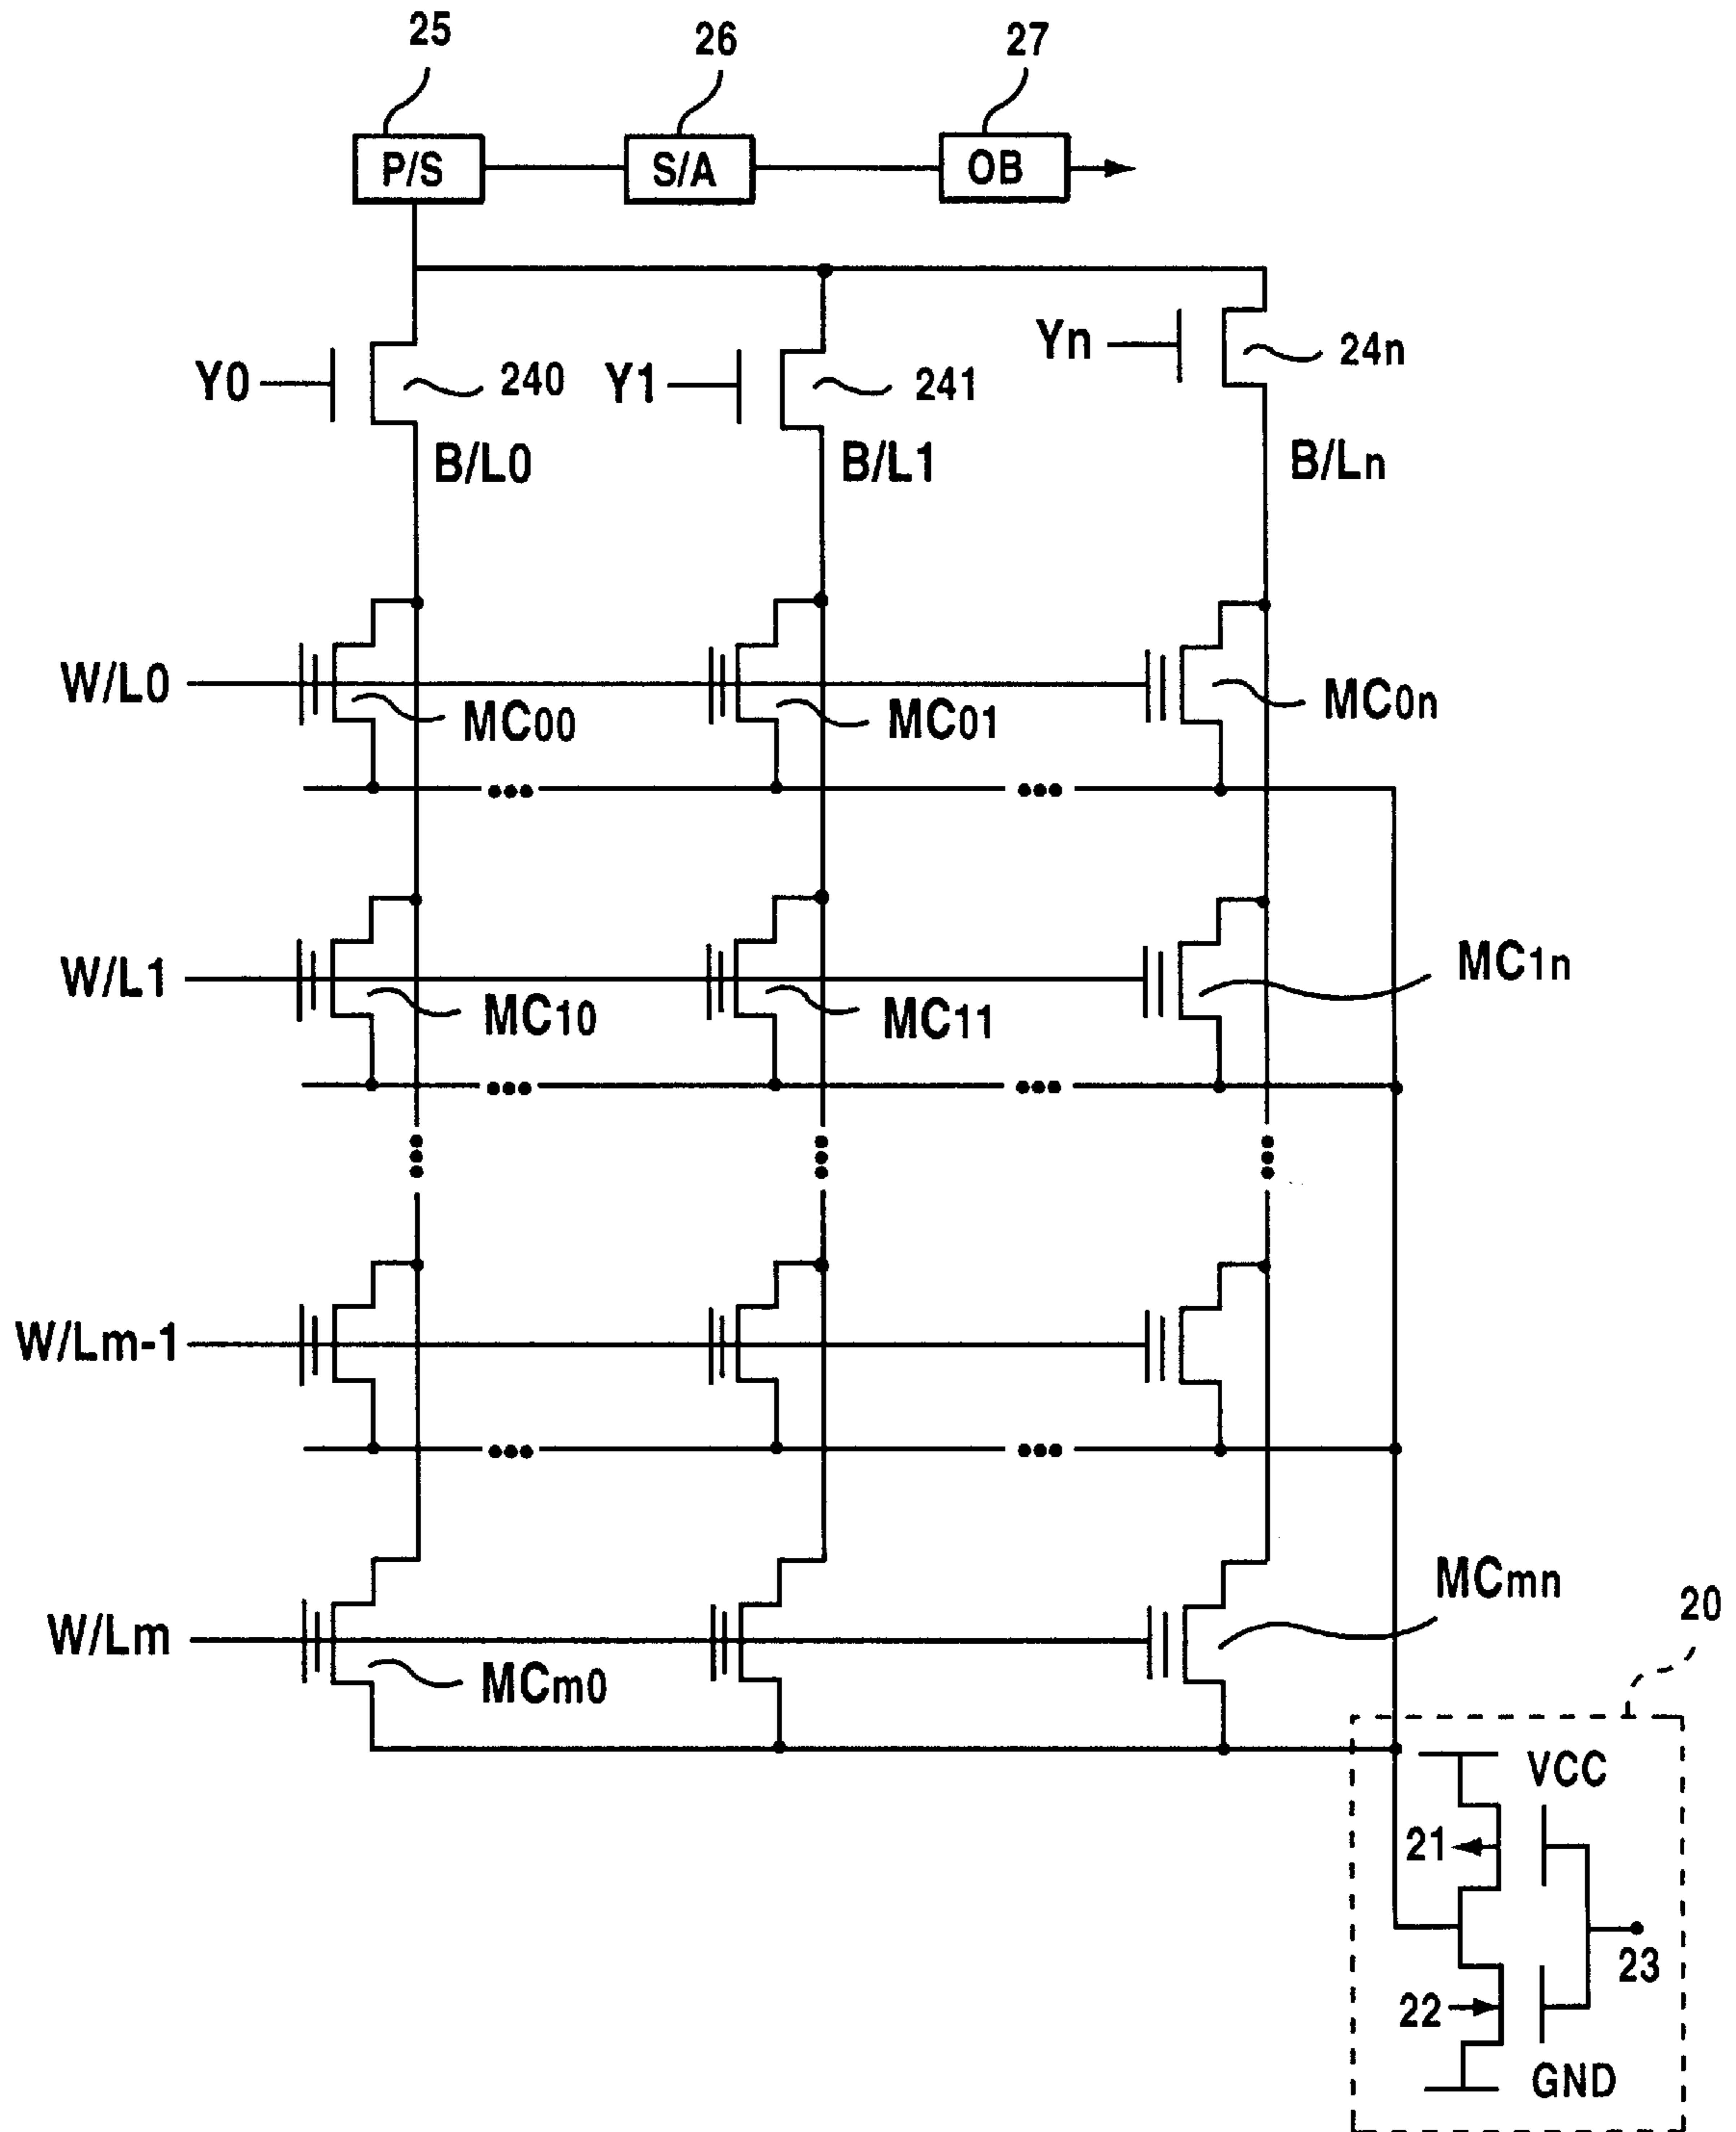 25 26 27
P/S S/A OB
Y0 240 Y1 241 Yn 24n
B/L0 B/L1 B/Ln
W/L0 MC00 MC01 MC0n
W/L1 MC10 MC11 MC1n
W/Lm-1
W/Lm MCm0 MCmn
20
VCC
21
23
22
GND